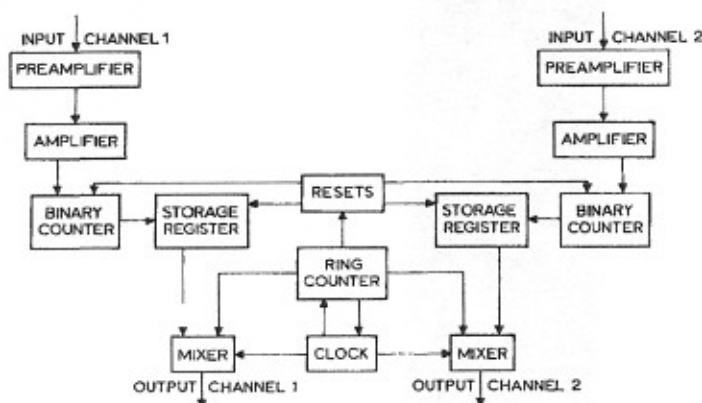 INPUT CHANNEL 1
INPUT CHANNEL 2
PREAMPLIFIER
PREAMPLIFIER
AMPLIFIER
AMPLIFIER
RESETS
BINARY
COUNTER
STORAGE
REGISTER
STORAGE
REGISTER
BINARY
COUNTER
RING
COUNTER
MIXER
CLOCK
MIXER
OUTPUT CHANNEL 1
OUTPUT CHANNEL 2